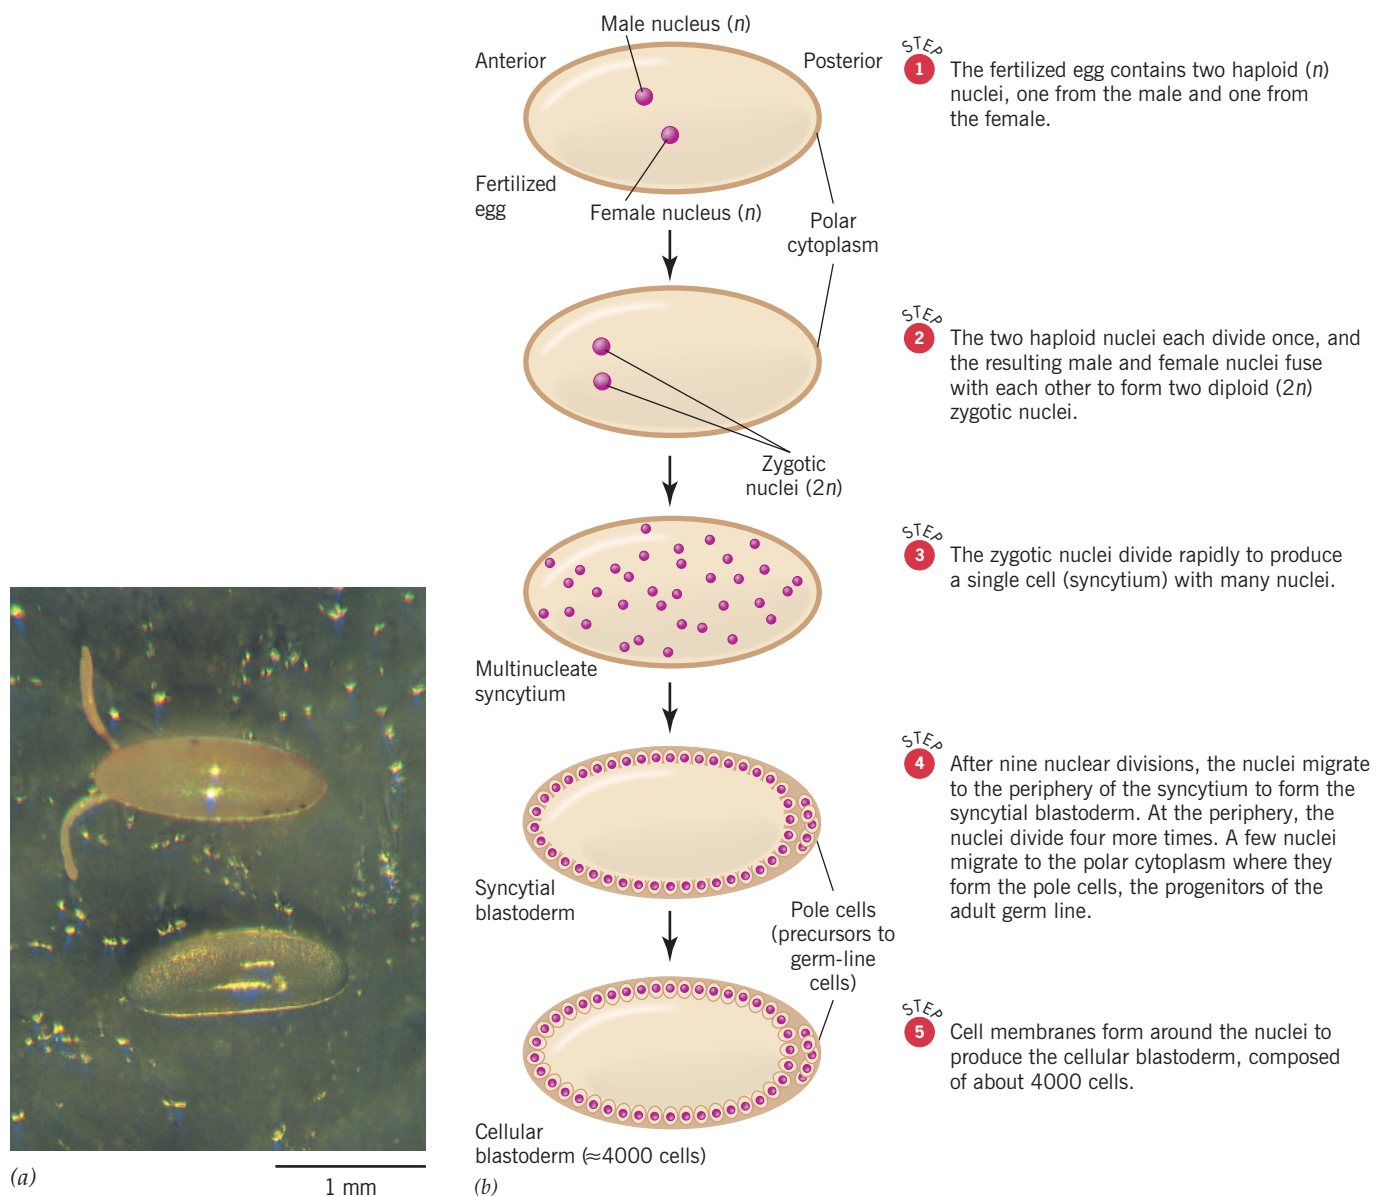 Male nucleus (n)
Anterior
Posterior
Fertilized
egg
Female nucleus (n)
Polar
cytoplasm
STEP
1
The fertilized egg contains two haploid (n)
nuclei, one from the male and one from
the female.
STEP
2
The two haploid nuclei each divide once, and
the resulting male and female nuclei fuse
with each other to form two diploid (2n)
zygotic nuclei.
Zygotic
nuclei (2n)
STEP
3
The zygotic nuclei divide rapidly to produce
a single cell (syncytium) with many nuclei.
Multinucleate
syncytium
STEP
4
After nine nuclear divisions, the nuclei migrate
to the periphery of the syncytium to form the
syncytial blastoderm. At the periphery, the
nuclei divide four more times. A few nuclei
migrate to the polar cytoplasm where they
form the pole cells, the progenitors of the
adult germ line.
Syncytial
blastoderm
Pole cells
(precursors to
germ-line
cells)
STEP
5
Cell membranes form around the nuclei to
produce the cellular blastoderm, composed
of about 4000 cells.
Cellular
blastoderm (≈4000 cells)
(a)
1 mm
(b)